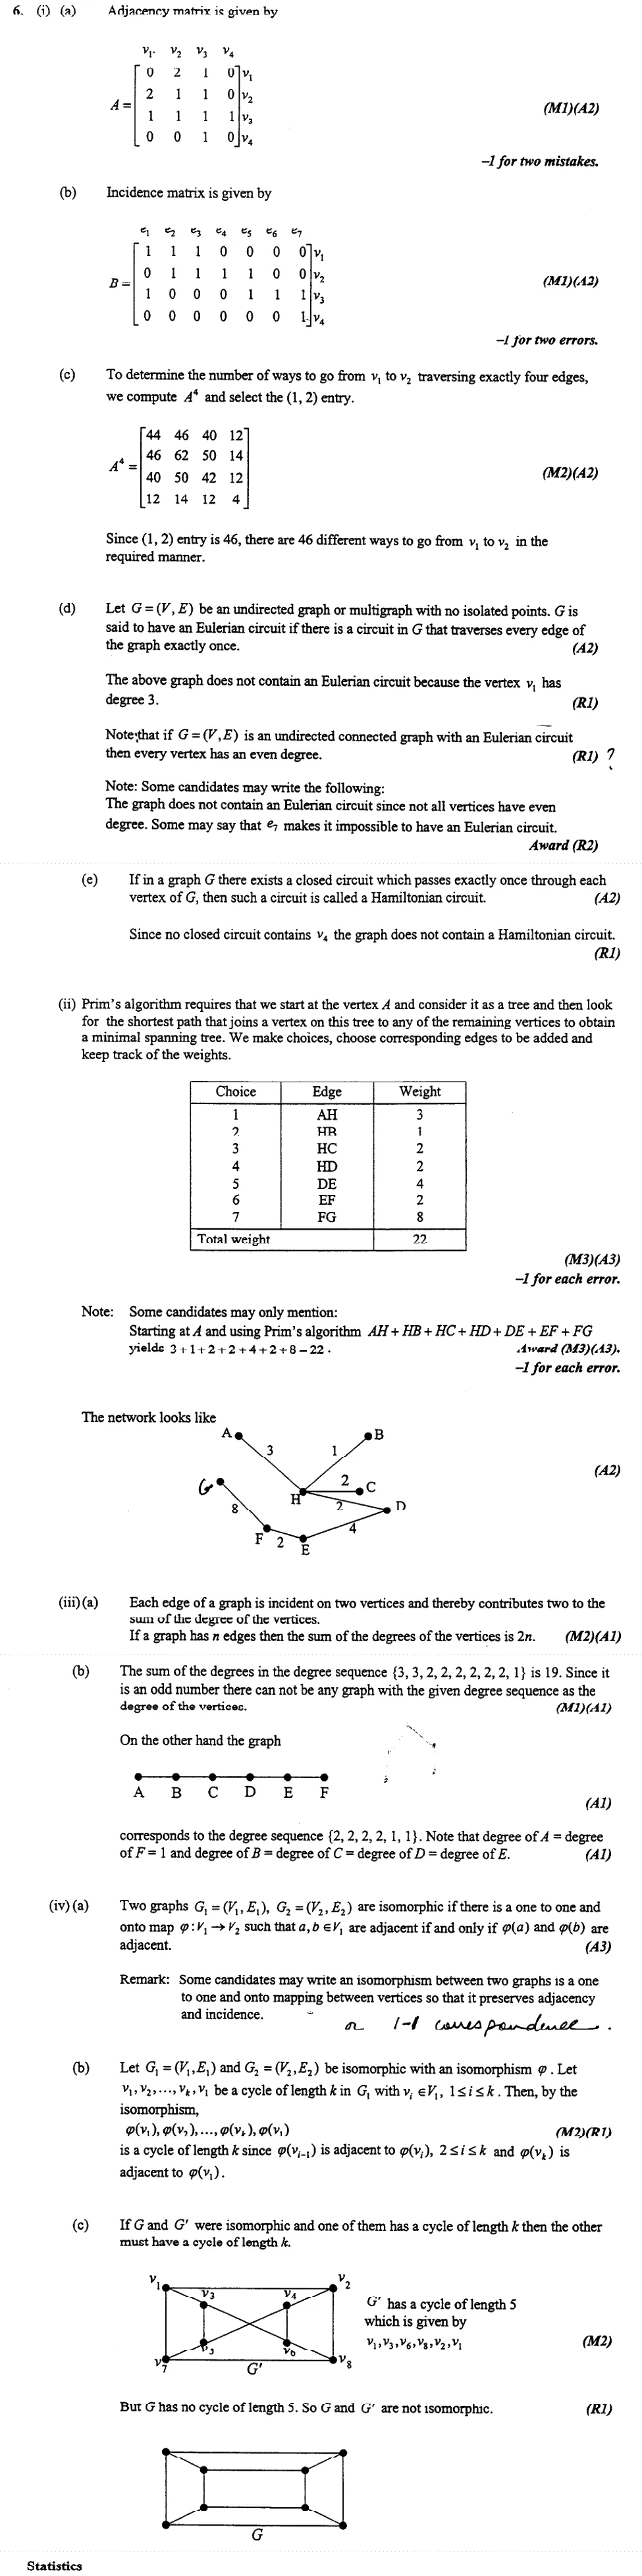 6. (i) (a) Adjacency matrix is given by
v₁ v₂ v₃ v₄
A =
0 2 1 0 v₁
2 1 1 0 v₂
1 1 1 1 v₃
0 0 1 0 v₄
(M1)(A2)
–1 for two mistakes.
(b) Incidence matrix is given by
e₁ e₂ e₃ e₄ e₅ e₆ e₇
B =
1 1 1 0 0 0 0 v₁
0 1 1 1 1 0 0 v₂
1 0 0 0 1 1 1 v₃
0 0 0 0 0 0 1 v₄
(M1)(A2)
–1 for two errors.
(c) To determine the number of ways to go from v₁ to v₂ traversing exactly four edges,
we compute A⁴ and select the (1, 2) entry.
A⁴ =
44 46 40 12
46 62 50 14
40 50 42 12
12 14 12 4
(M2)(A2)
Since (1, 2) entry is 46, there are 46 different ways to go from v₁ to v₂ in the
required manner.
(d) Let G = (V, E) be an undirected graph or multigraph with no isolated points. G is
said to have an Eulerian circuit if there is a circuit in G that traverses every edge of
the graph exactly once. (A2)
The above graph does not contain an Eulerian circuit because the vertex v₁ has
degree 3. (R1)
Note that if G = (V, E) is an undirected connected graph with an Eulerian circuit
then every vertex has an even degree. (R1) ?
Note: Some candidates may write the following:
The graph does not contain an Eulerian circuit since not all vertices have even
degree. Some may say that e₇ makes it impossible to have an Eulerian circuit.
Award (R2)
(e) If in a graph G there exists a closed circuit which passes exactly once through each
vertex of G, then such a circuit is called a Hamiltonian circuit. (A2)
Since no closed circuit contains v₄ the graph does not contain a Hamiltonian circuit.
(R1)
(ii) Prim's algorithm requires that we start at the vertex A and consider it as a tree and then look
for the shortest path that joins a vertex on this tree to any of the remaining vertices to obtain
a minimal spanning tree. We make choices, choose corresponding edges to be added and
keep track of the weights.
Choice Edge Weight
1 AH 3
2 HB 1
3 HC 2
4 HD 2
5 DE 4
6 EF 2
7 FG 8
Total weight 22
(M3)(A3)
–1 for each error.
Note: Some candidates may only mention:
Starting at A and using Prim's algorithm AH + HB + HC + HD + DE + EF + FG
yields 3 + 1 + 2 + 2 + 4 + 2 + 8 = 22 . Award (M3)(A3).
–1 for each error.
The network looks like
A B
3 1
(A2)
G 2 C
H 2 D
8 4
F 2 E
(iii) (a) Each edge of a graph is incident on two vertices and thereby contributes two to the
sum of the degree of the vertices.
If a graph has n edges then the sum of the degrees of the vertices is 2n. (M2)(A1)
(b) The sum of the degrees in the degree sequence {3, 3, 2, 2, 2, 2, 2, 2, 1} is 19. Since it
is an odd number there can not be any graph with the given degree sequence as the
degree of the vertices. (M1)(A1)
On the other hand the graph
A B C D E F
(A1)
corresponds to the degree sequence {2, 2, 2, 2, 1, 1}. Note that degree of A = degree
of F = 1 and degree of B = degree of C = degree of D = degree of E. (A1)
(iv) (a) Two graphs G₁ = (V₁, E₁), G₂ = (V₂, E₂) are isomorphic if there is a one to one and
onto map φ : V₁ → V₂ such that a, b ∈ V₁ are adjacent if and only if φ(a) and φ(b) are
adjacent. (A3)
Remark: Some candidates may write an isomorphism between two graphs is a one
to one and onto mapping between vertices so that it preserves adjacency
and incidence.
or 1-1 correspondence.
(b) Let G₁ = (V₁, E₁) and G₂ = (V₂, E₂) be isomorphic with an isomorphism φ . Let
v₁, v₂, …, vₖ, v₁ be a cycle of length k in G₁ with vᵢ ∈ V₁, 1 ≤ i ≤ k . Then, by the
isomorphism,
φ(v₁), φ(v₂), …, φ(vₖ), φ(v₁) (M2)(R1)
is a cycle of length k since φ(vᵢ₋₁) is adjacent to φ(vᵢ), 2 ≤ i ≤ k and φ(vₖ) is
adjacent to φ(v₁) .
(c) If G and G′ were isomorphic and one of them has a cycle of length k then the other
must have a cycle of length k.
v₁ v₂
v₃ v₄
G′ has a cycle of length 5
which is given by
v₁, v₃, v₆, v₈, v₂, v₁ (M2)
v₅ v₆
v₇ v₈
G′
But G has no cycle of length 5. So G and G′ are not isomorphic. (R1)
G
Statistics